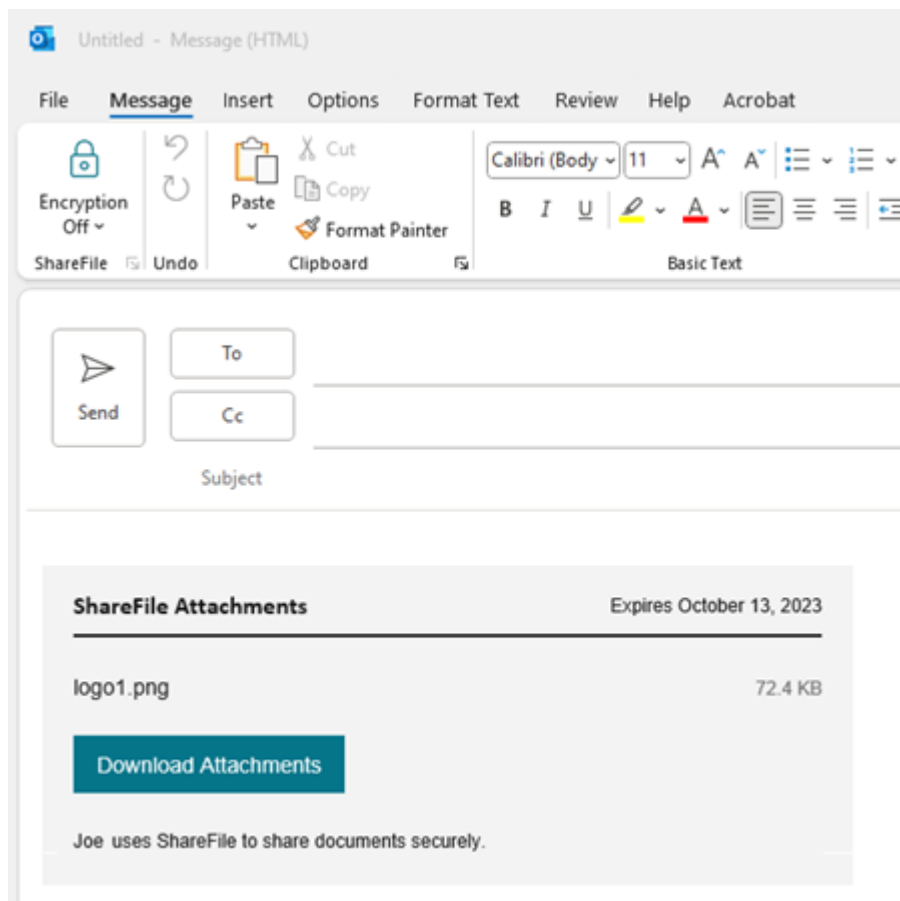 Untitled - Message (HTML)
File Message Insert Options Format Text Review Help Acrobat
Encryption Off
Paste
Cut
Copy
Format Painter
Calibri (Body 11
B I U A
ShareFile Undo Clipboard Basic Text
Send
To
Cc
Subject
ShareFile Attachments Expires October 13, 2023
logo1.png 72.4 KB
Download Attachments
Joe uses ShareFile to share documents securely.